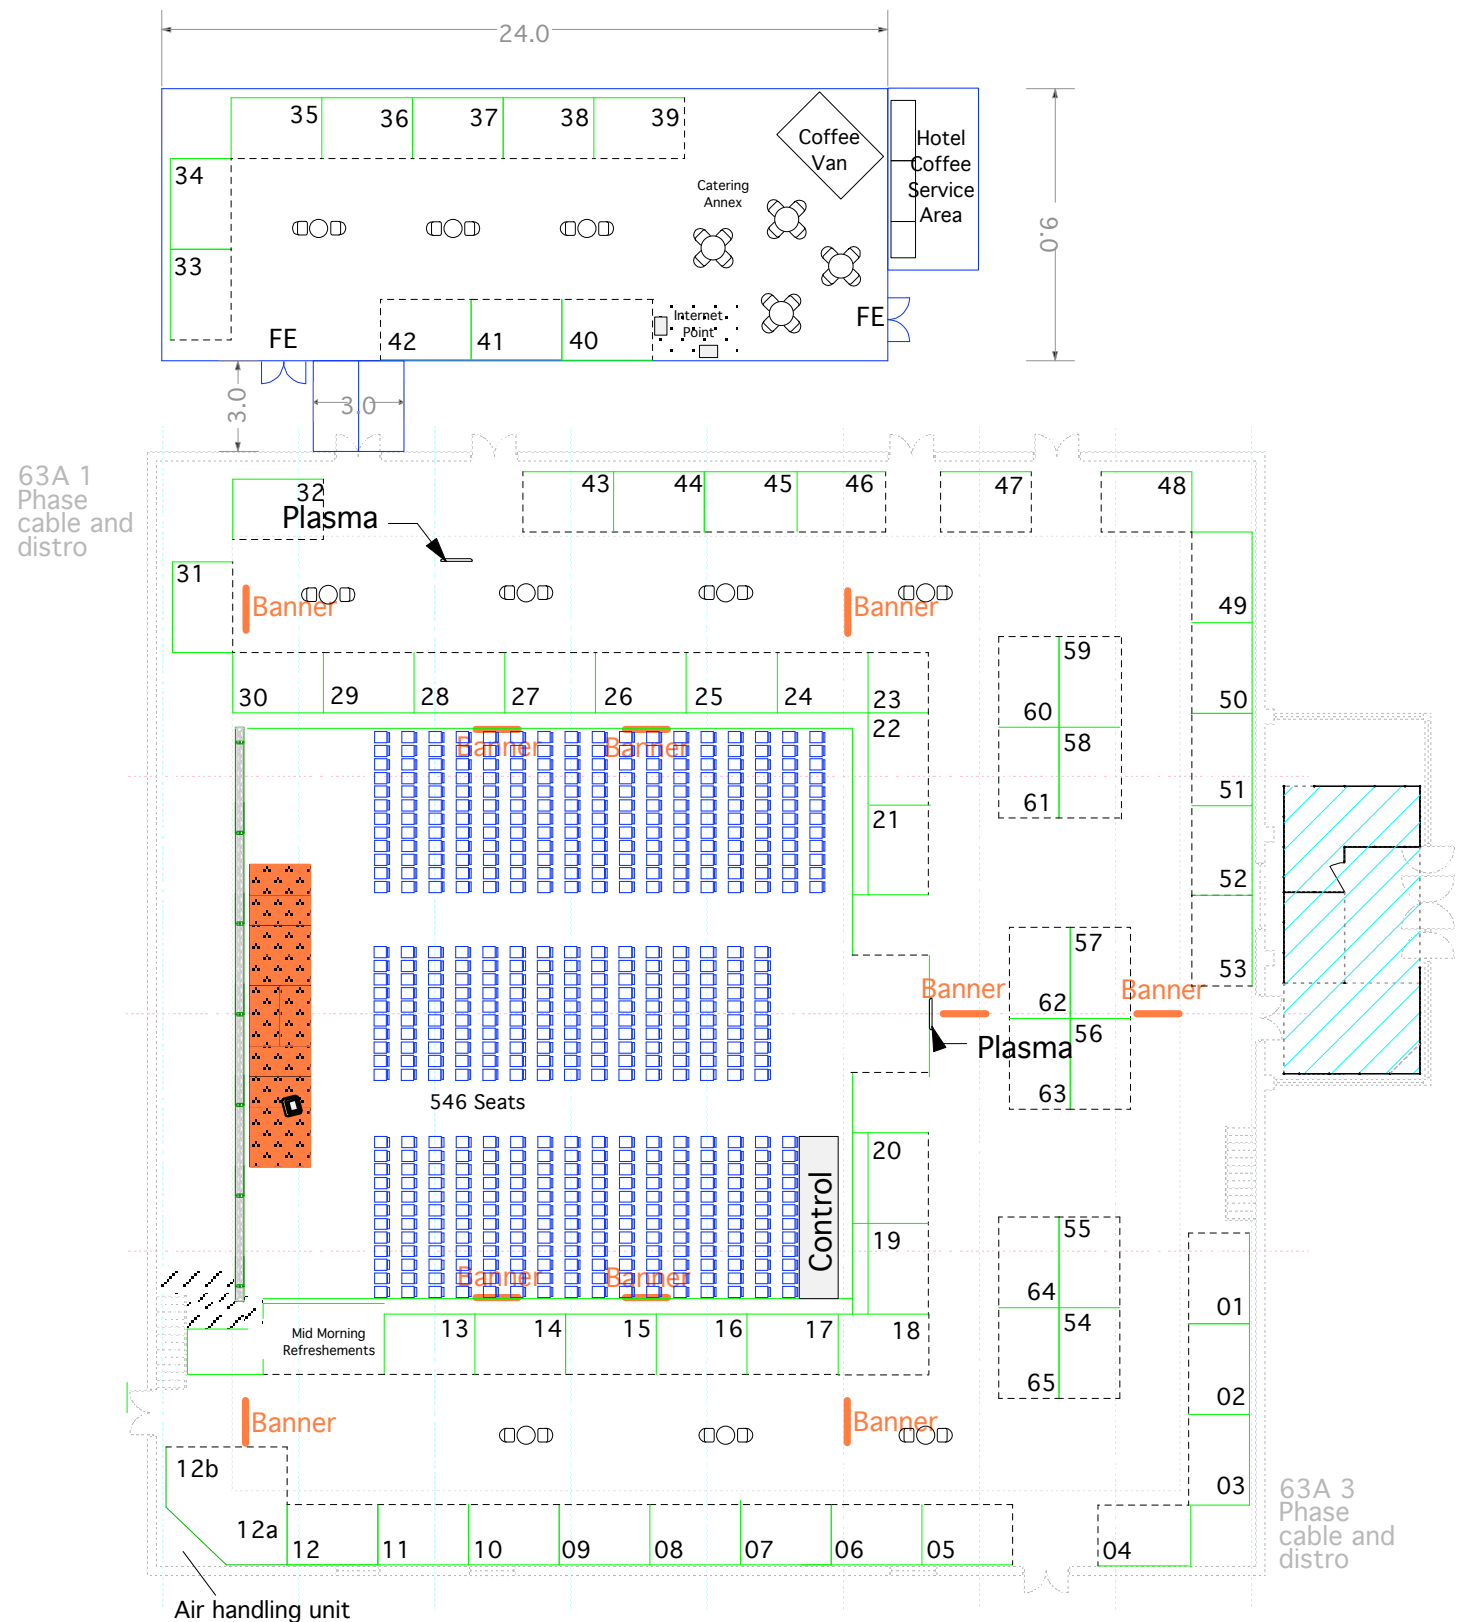 24.0
35
36
37
38
39
Coffee
Van
Hotel
Coffee
Service
Area
34
Catering
Annex
9.0
33
Internet
Point
FE
FE
42
41
40
3.0
3.0
63A 1
Phase
cable and
distro
32
43
44
45
46
47
48
Plasma
31
Banner
Banner
49
59
30
29
28
27
26
25
24
23
50
60
22
58
Banner
Banner
51
61
21
52
57
53
Banner
Banner
62
56
Plasma
63
546 Seats
20
Control
19
55
Banner
Banner
64
01
54
Mid Morning
Refreshements
13
14
15
16
17
18
65
02
Banner
Banner
12b
03
63A 3
Phase
cable and
distro
12a
12
11
10
09
08
07
06
05
04
Air handling unit